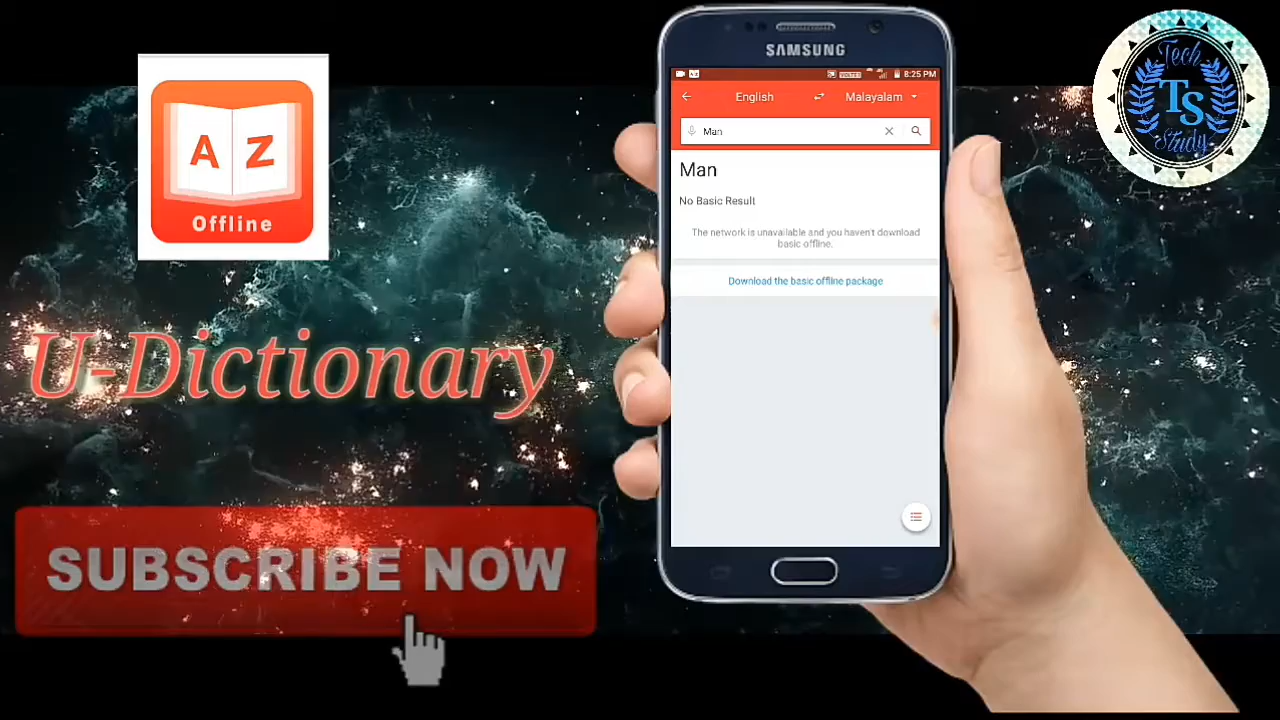 A Z
Offline
U-Dictionary
SUBSCRIBE NOW
SAMSUNG
8:25 PM
English
Malayalam
Man
Man
No Basic Result
The network is unavailable and you haven't download
basic offline.
Download the basic offline package
Tech
TS
Study